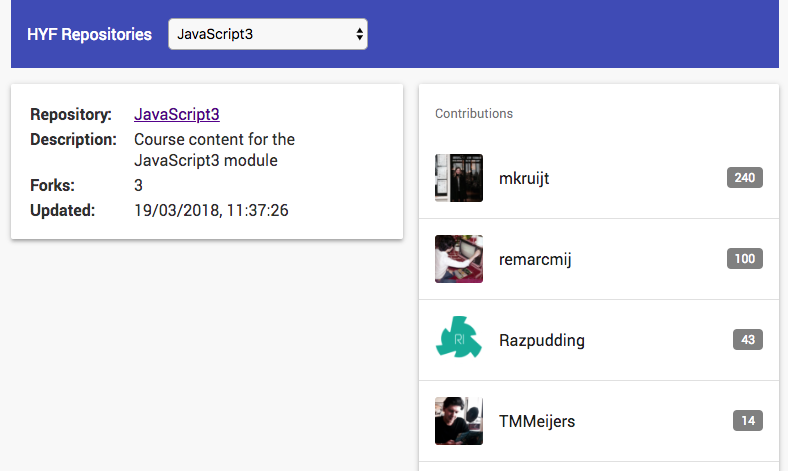 HYF Repositories JavaScript3
Repository: JavaScript3
Description: Course content for the
JavaScript3 module
Forks: 3
Updated: 19/03/2018, 11:37:26
Contributions
mkruijt 240
remarcmij 100
RI
Razpudding 43
TMMeijers 14